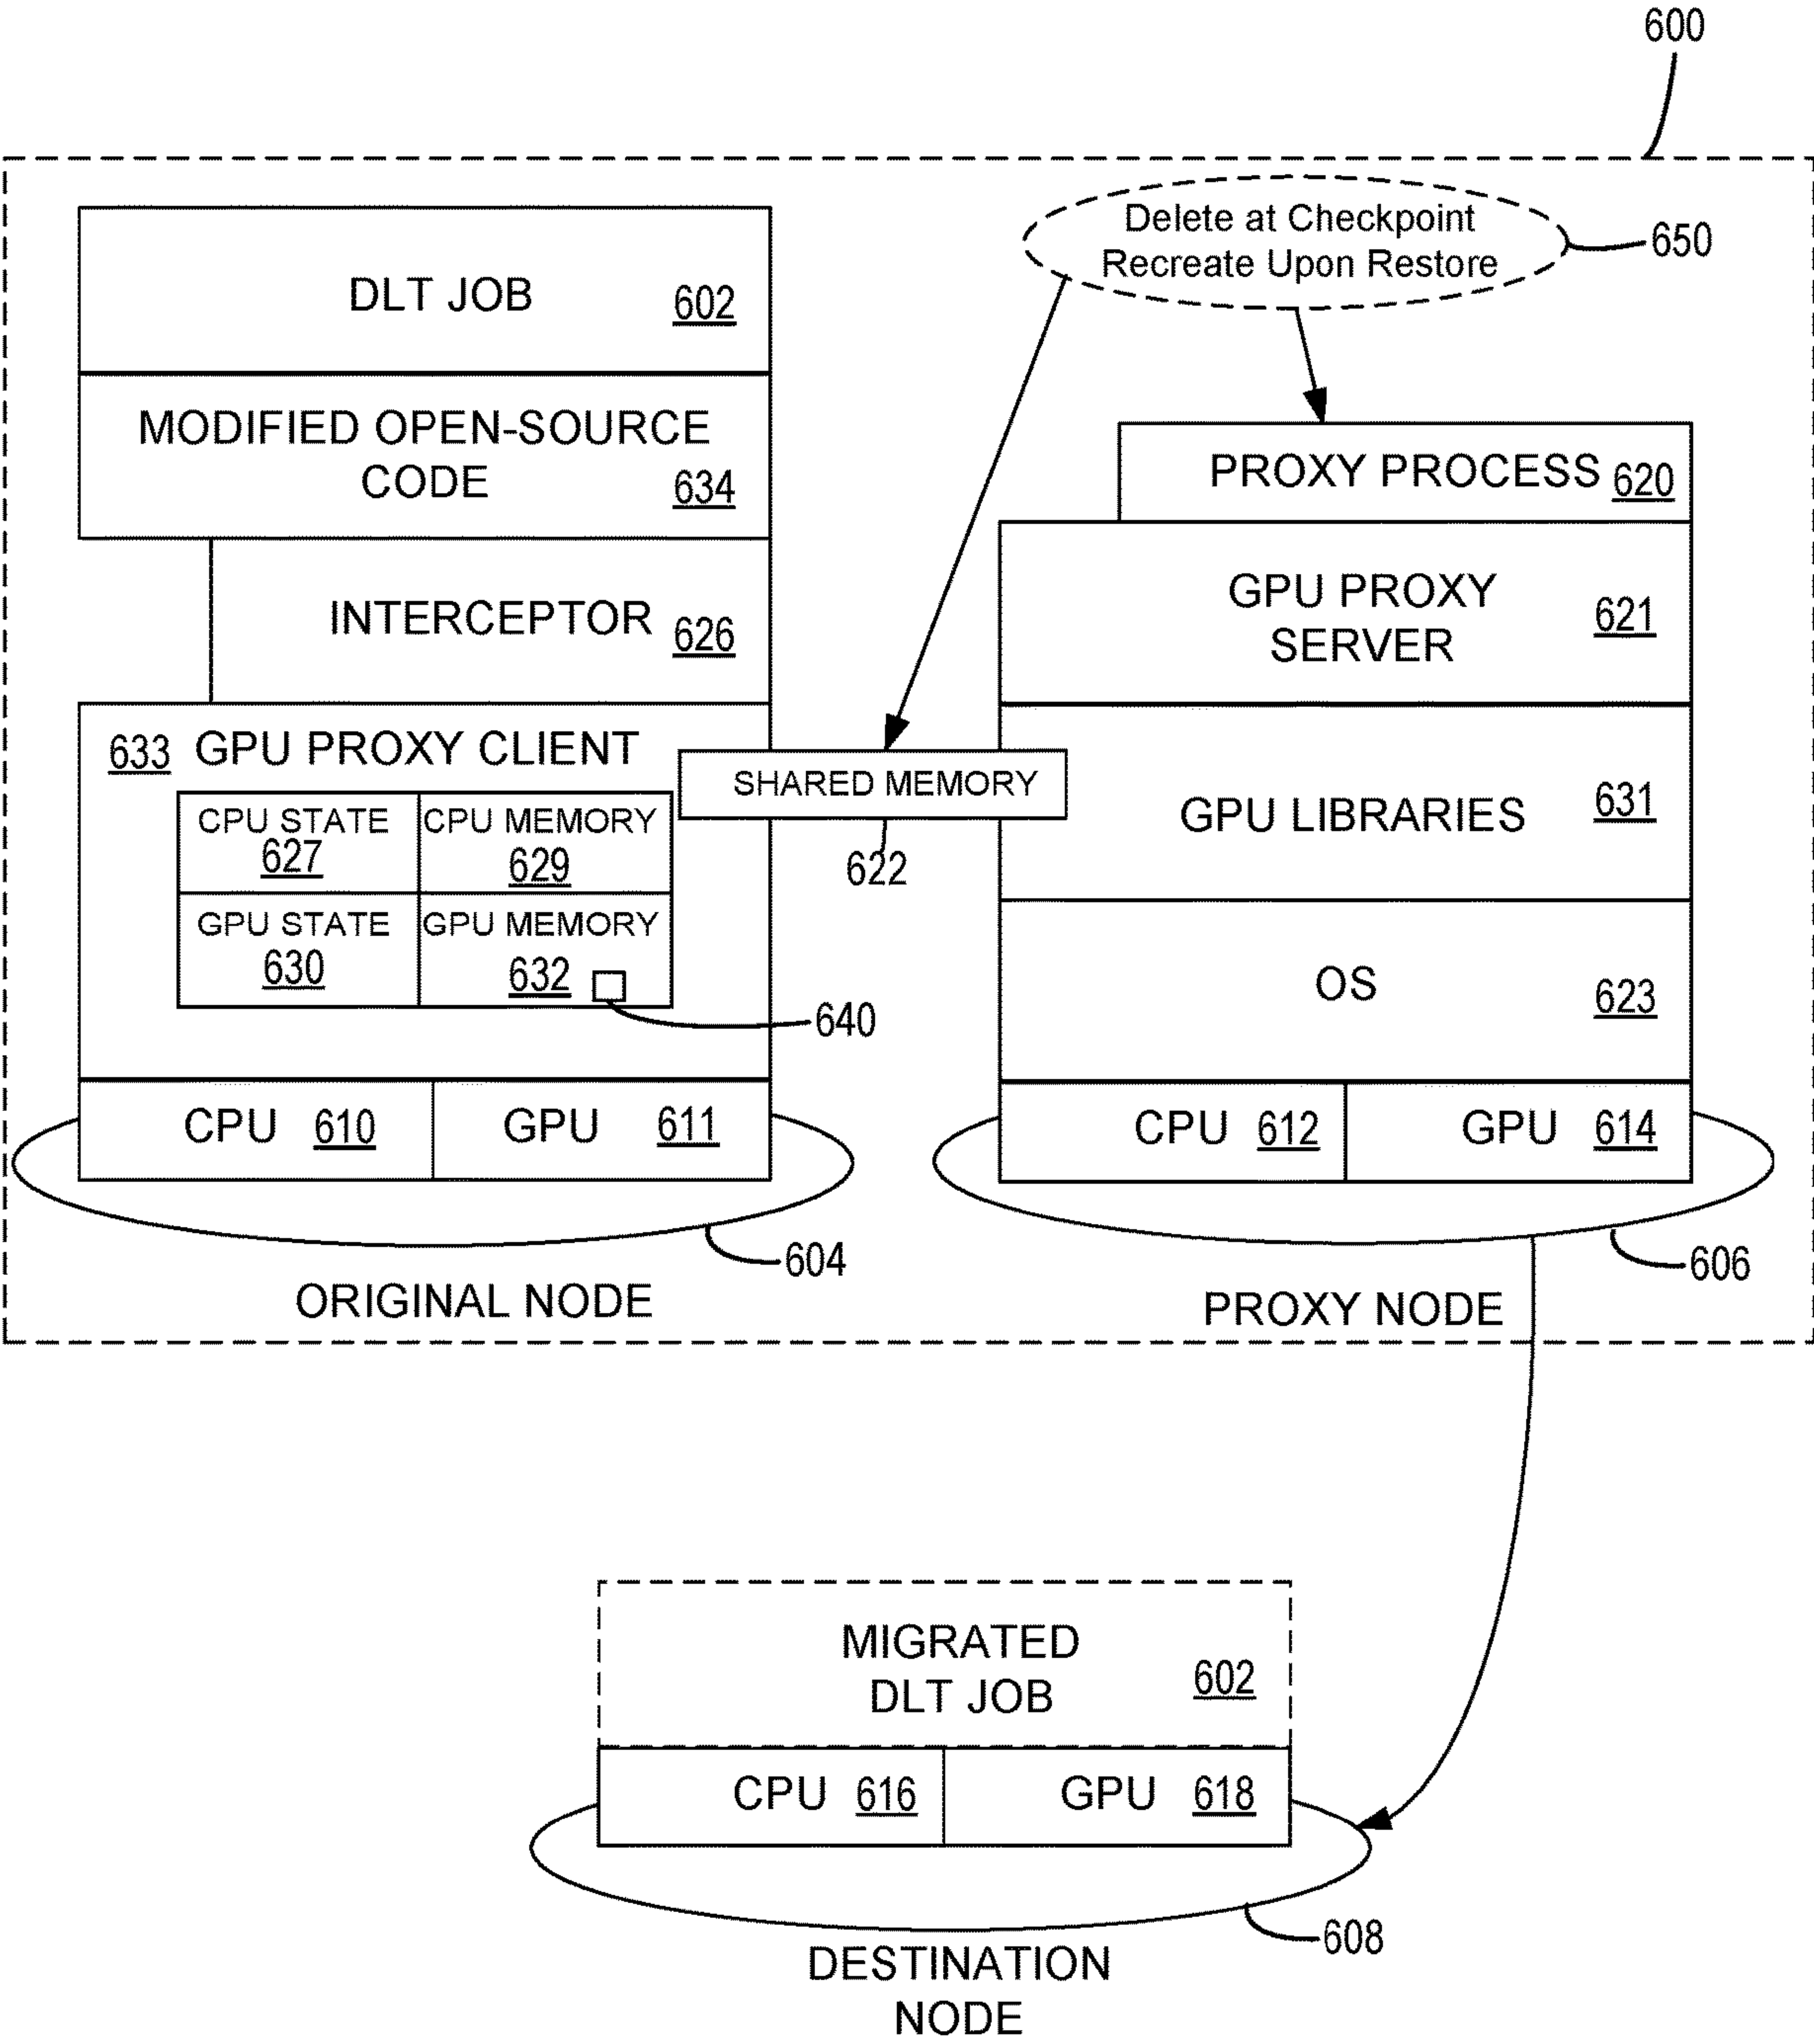 600
Delete at Checkpoint
Recreate Upon Restore
650
DLT JOB 602
MODIFIED OPEN-SOURCE
CODE 634
INTERCEPTOR 626
633 GPU PROXY CLIENT
CPU STATE
627
CPU MEMORY
629
GPU STATE
630
GPU MEMORY
632
640
CPU 610
GPU 611
604
ORIGINAL NODE
SHARED MEMORY
622
PROXY PROCESS 620
GPU PROXY
SERVER 621
GPU LIBRARIES 631
OS 623
CPU 612
GPU 614
606
PROXY NODE
MIGRATED
DLT JOB 602
CPU 616
GPU 618
608
DESTINATION
NODE